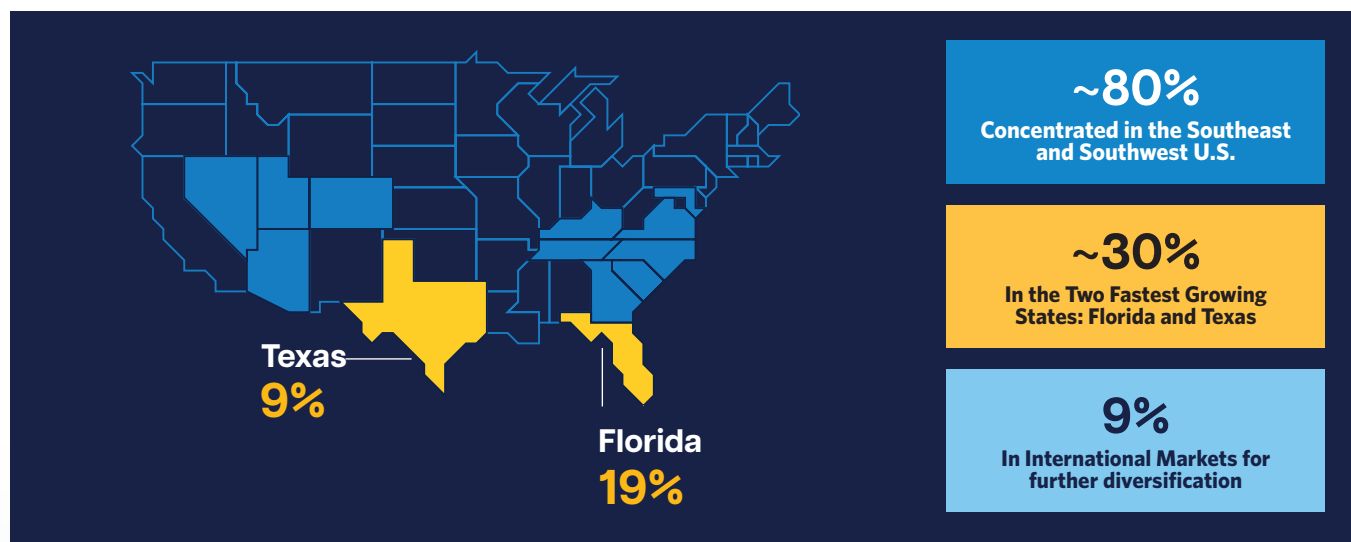 Texas
9%
Florida
19%
~80%
Concentrated in the Southeast
and Southwest U.S.
~30%
In the Two Fastest Growing
States: Florida and Texas
9%
In International Markets for
further diversification